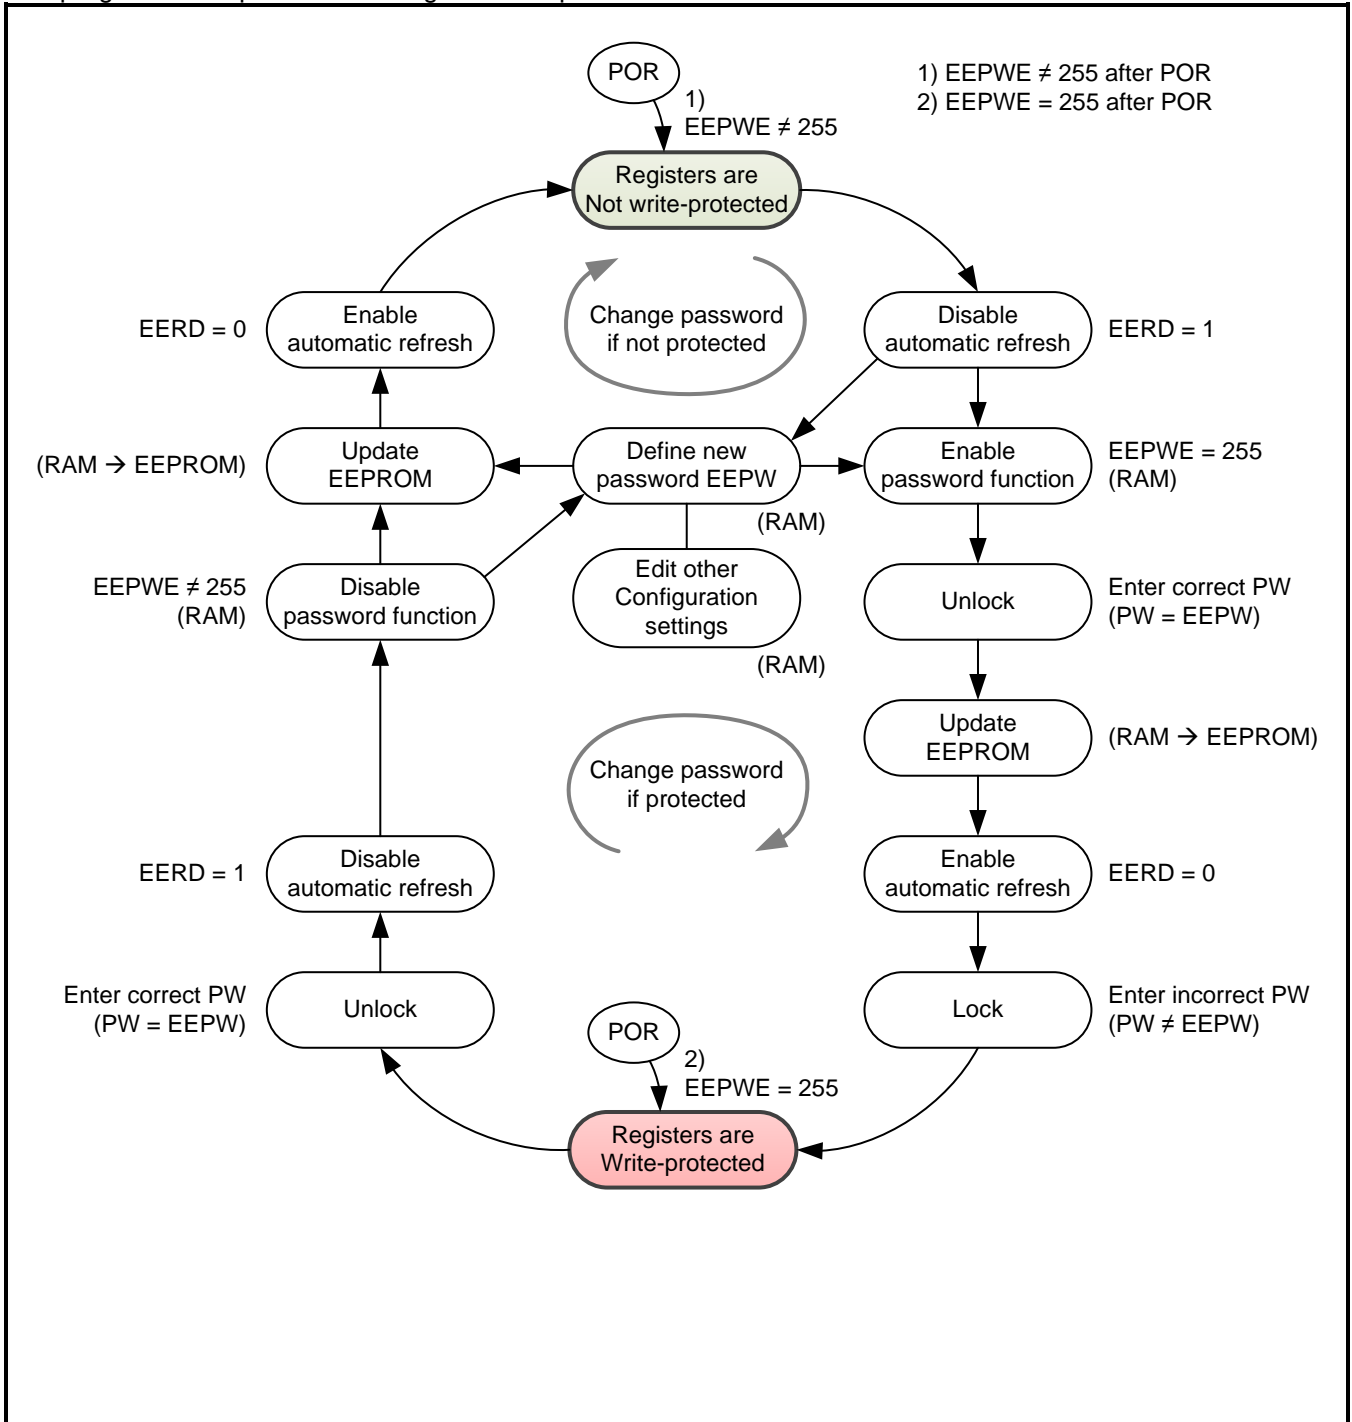 POR
1)
EEPWE ≠ 255
1) EEPWE ≠ 255 after POR
2) EEPWE = 255 after POR
Registers are
Not write-protected
EERD = 0
Enable
automatic refresh
Change password
if not protected
Disable
automatic refresh
EERD = 1
(RAM → EEPROM)
Update
EEPROM
Define new
password EEPW
(RAM)
Enable
password function
EEPWE = 255
(RAM)
EEPWE ≠ 255
(RAM)
Disable
password function
Edit other
Configuration
settings
(RAM)
Unlock
Enter correct PW
(PW = EEPW)
Update
EEPROM
(RAM → EEPROM)
Change password
if protected
EERD = 1
Disable
automatic refresh
Enable
automatic refresh
EERD = 0
Enter correct PW
(PW = EEPW)
Unlock
POR
2)
EEPWE = 255
Lock
Enter incorrect PW
(PW ≠ EEPW)
Registers are
Write-protected